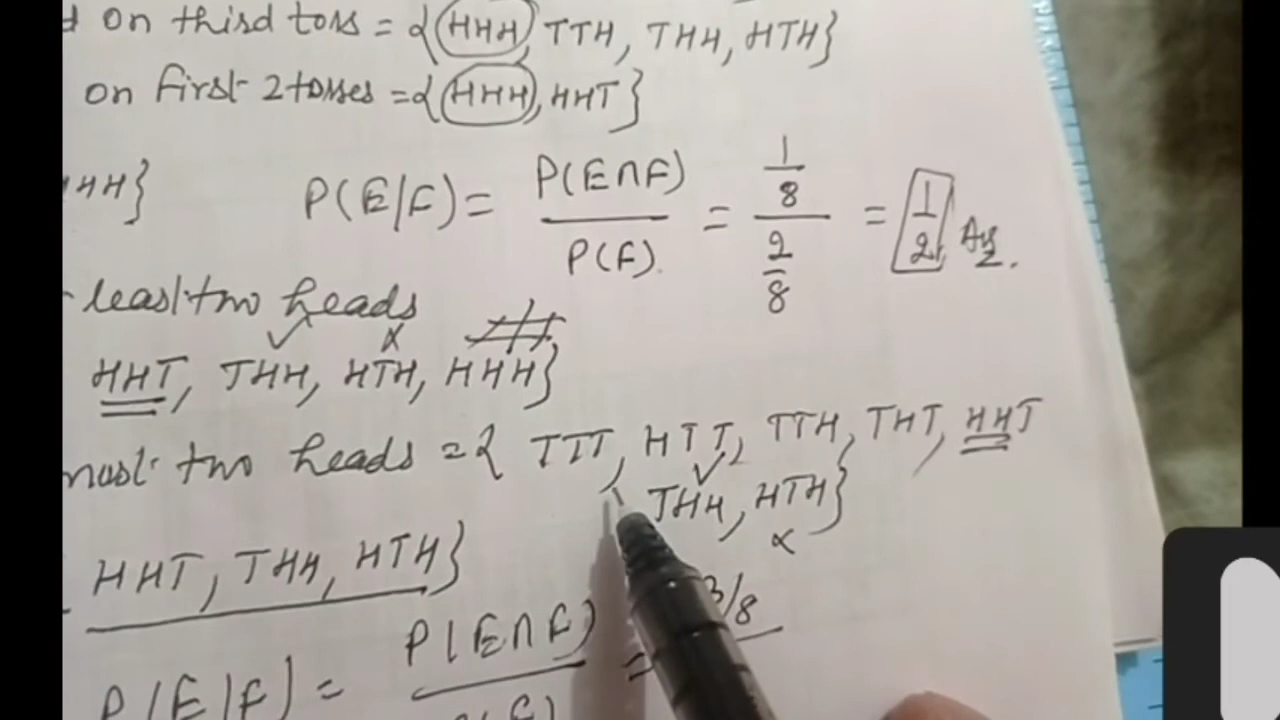 on third toss = {HHH, TTH, THH, HTH}
on first 2 tosses = {HHH, HHT}
HH}
P(E|F) = P(E∩F) / P(F) = 1/8 / 2/8 = 1/2 Ans.
least two heads
HHT, THH, HTH, HHH}
most two heads = { TTT, HTT, TTH, THT, HHT
THH, HTH}
HHT, THH, HTH}
P(E|F) = P(E∩F) = 3/8